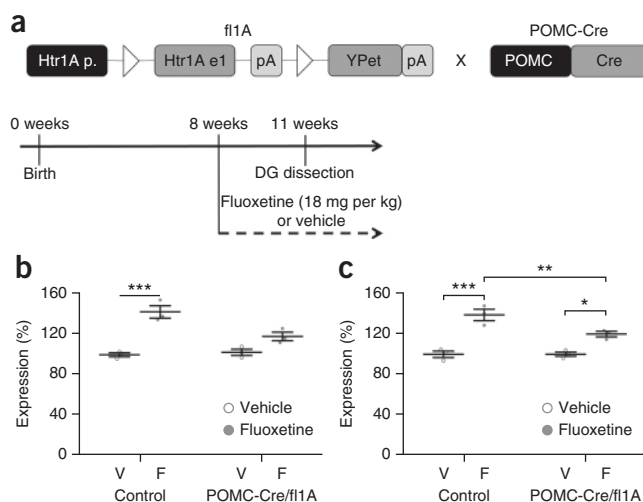 a
fl1A
POMC-Cre
Htr1A p.
Htr1A e1
pA
YPet
pA
X
POMC
Cre
0 weeks
8 weeks
11 weeks
Birth
DG dissection
Fluoxetine (18 mg per kg)
or vehicle
b
Expression (%)
160
120
80
40
0
***
Vehicle
Fluoxetine
V F V F
Control POMC-Cre/fl1A
c
Expression (%)
160
120
80
40
0
**
***
*
Vehicle
Fluoxetine
V F V F
Control POMC-Cre/fl1A